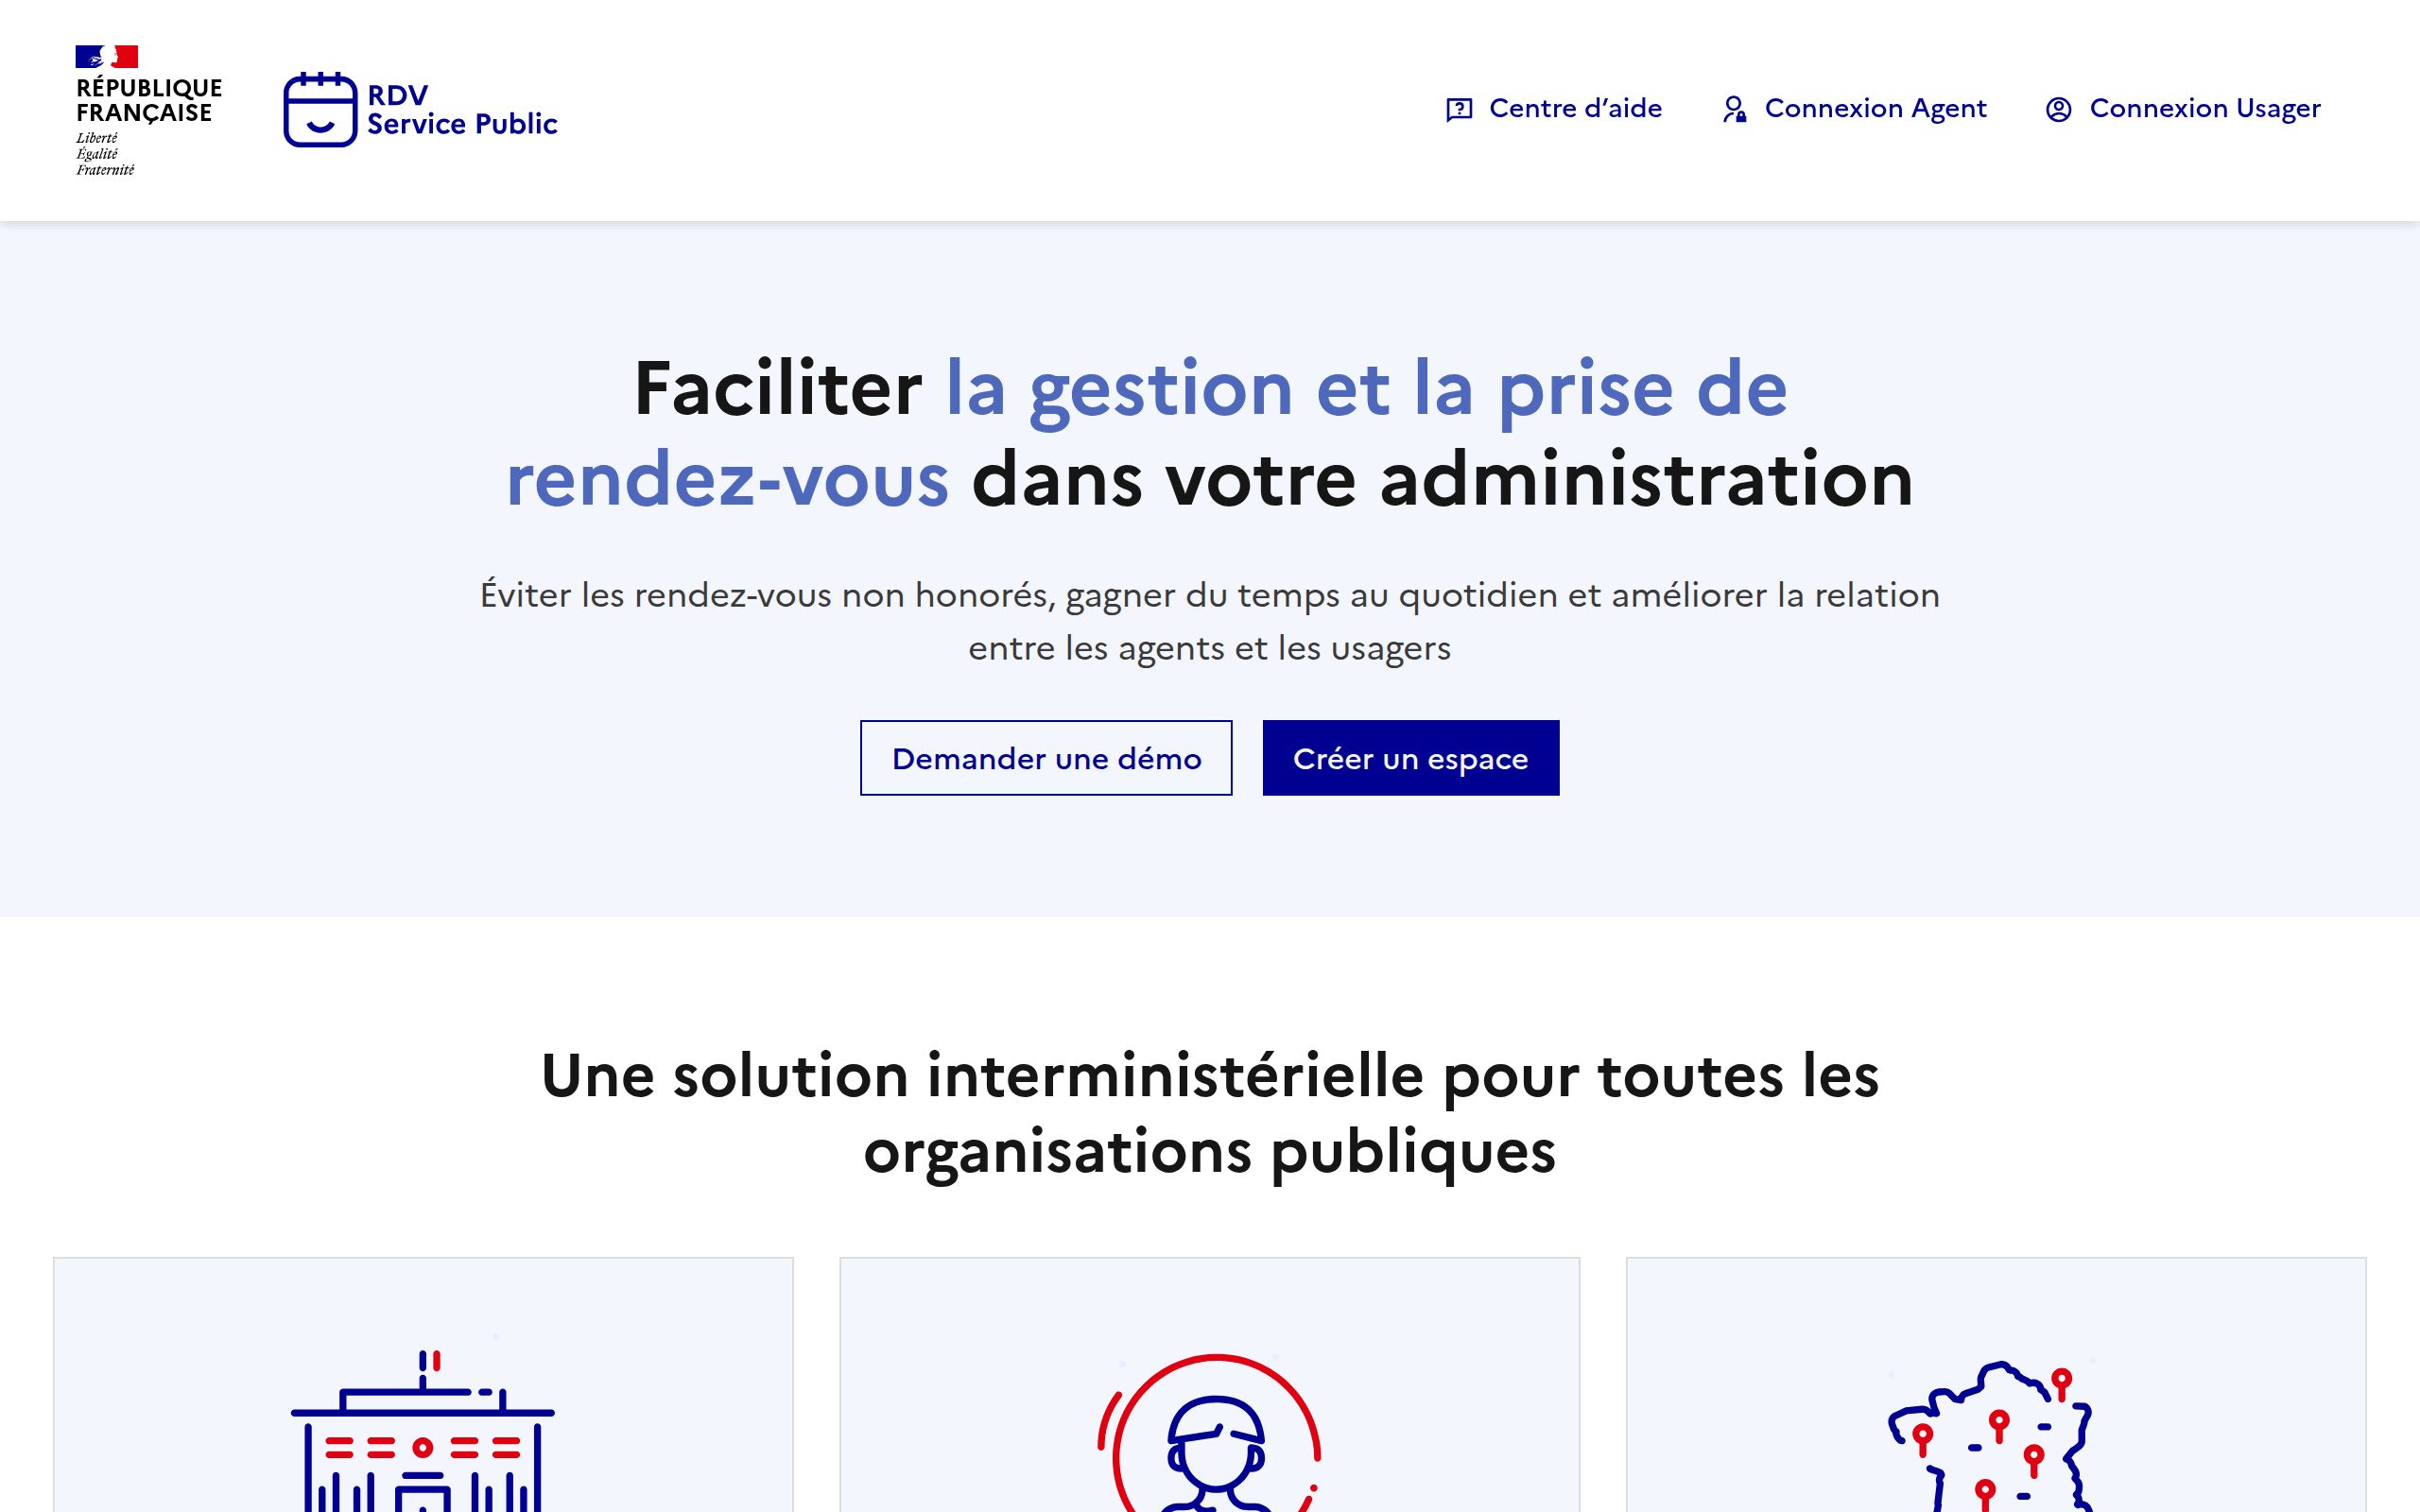 RÉPUBLIQUE
FRANÇAISE
Liberté
Égalité
Fraternité
RDV
Service Public
Centre d’aide
Connexion Agent
Connexion Usager
Faciliter la gestion et la prise de
rendez-vous dans votre administration
Éviter les rendez-vous non honorés, gagner du temps au quotidien et améliorer la relation
entre les agents et les usagers
Demander une démo
Créer un espace
Une solution interministérielle pour toutes les
organisations publiques